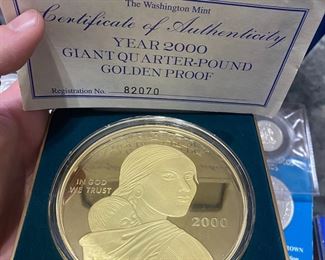 The Washington Mint
Certificate of Authenticity
YEAR 2000
GIANT QUARTER-POUND
GOLDEN PROOF
Registration No. 82070
IN GOD
WE TRUST
2000